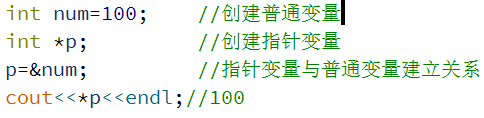 int num=100;    //创建普通变量
int *p;         //创建指针变量
p=&num;         //指针变量与普通变量建立关系
cout<<*p<<endl;//100